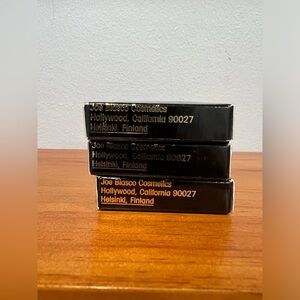 Joe Blasco Cosmetics
Hollywood, California 90027
Helsinki, Finland
Joe Blasco Cosmetics
Hollywood, California 90027
Helsinki, Finland
Joe Blasco Cosmetics
Hollywood, California 90027
Helsinki, Finland